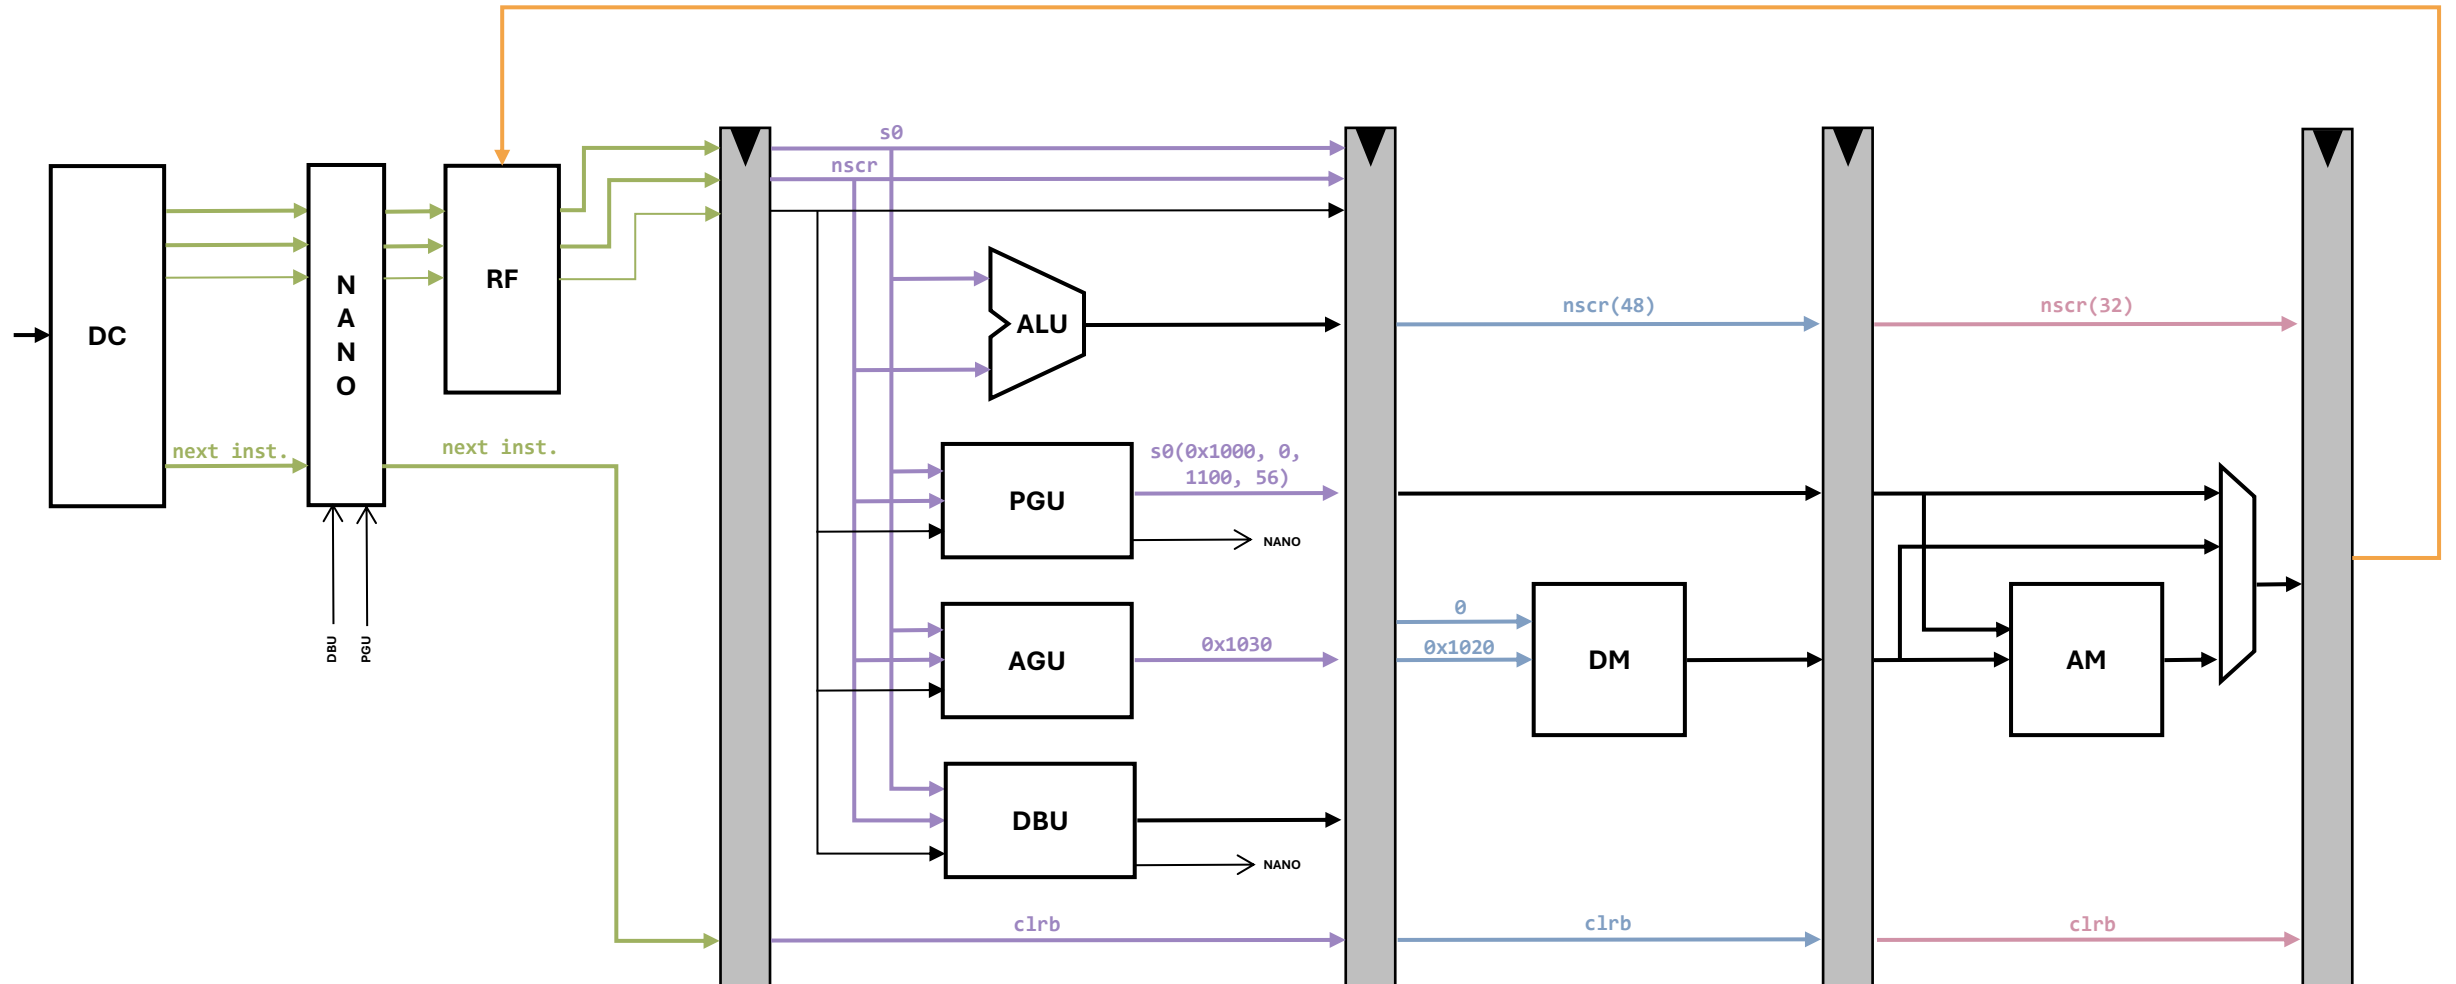 s0
nscr
DC
N
A
N
O
RF
ALU
nscr(48)
nscr(32)
next inst.
next inst.
PGU
s0(0x1000, 0,
1100, 56)
NANO
DBU
PGU
AGU
0x1030
0
0x1020
DM
AM
DBU
NANO
clrb
clrb
clrb